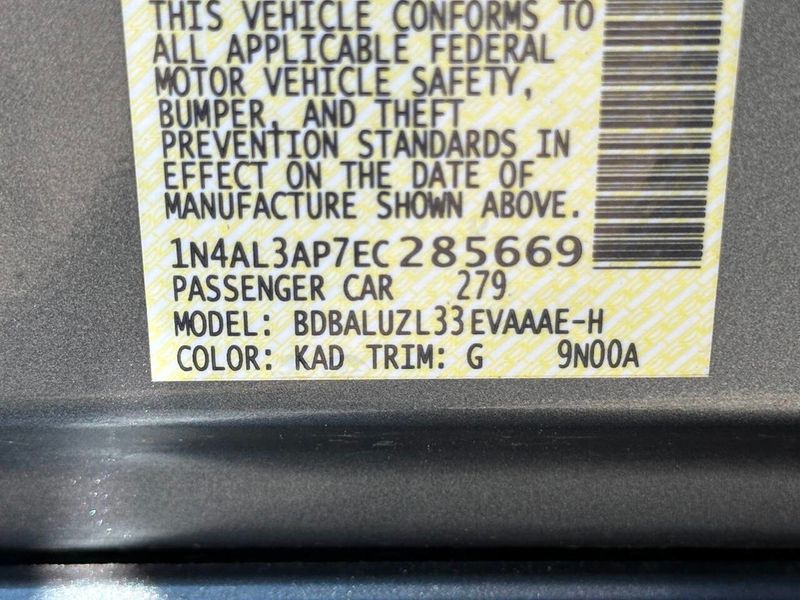 THIS VEHICLE CONFORMS TO
ALL APPLICABLE FEDERAL
MOTOR VEHICLE SAFETY,
BUMPER, AND THEFT
PREVENTION STANDARDS IN
EFFECT ON THE DATE OF
MANUFACTURE SHOWN ABOVE.
1N4AL3AP7EC285669
PASSENGER CAR 279
MODEL: BDBALUZL33EVAAAE-H
COLOR: KAD TRIM: G 9N00A